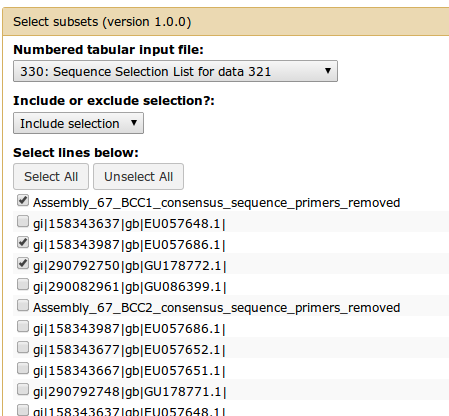 Select subsets (version 1.0.0)
Numbered tabular input file:
330: Sequence Selection List for data 321
Include or exclude selection?:
Include selection
Select lines below:
Select All Unselect All
Assembly_67_BCC1_consensus_sequence_primers_removed
gi|158343637|gb|EU057648.1|
gi|158343987|gb|EU057686.1|
gi|290792750|gb|GU178772.1|
gi|290082961|gb|GU086399.1|
Assembly_67_BCC2_consensus_sequence_primers_removed
gi|158343987|gb|EU057686.1|
gi|158343677|gb|EU057652.1|
gi|158343667|gb|EU057651.1|
gi|290792748|gb|GU178771.1|
gi|158343637|gb|EU057648.1|